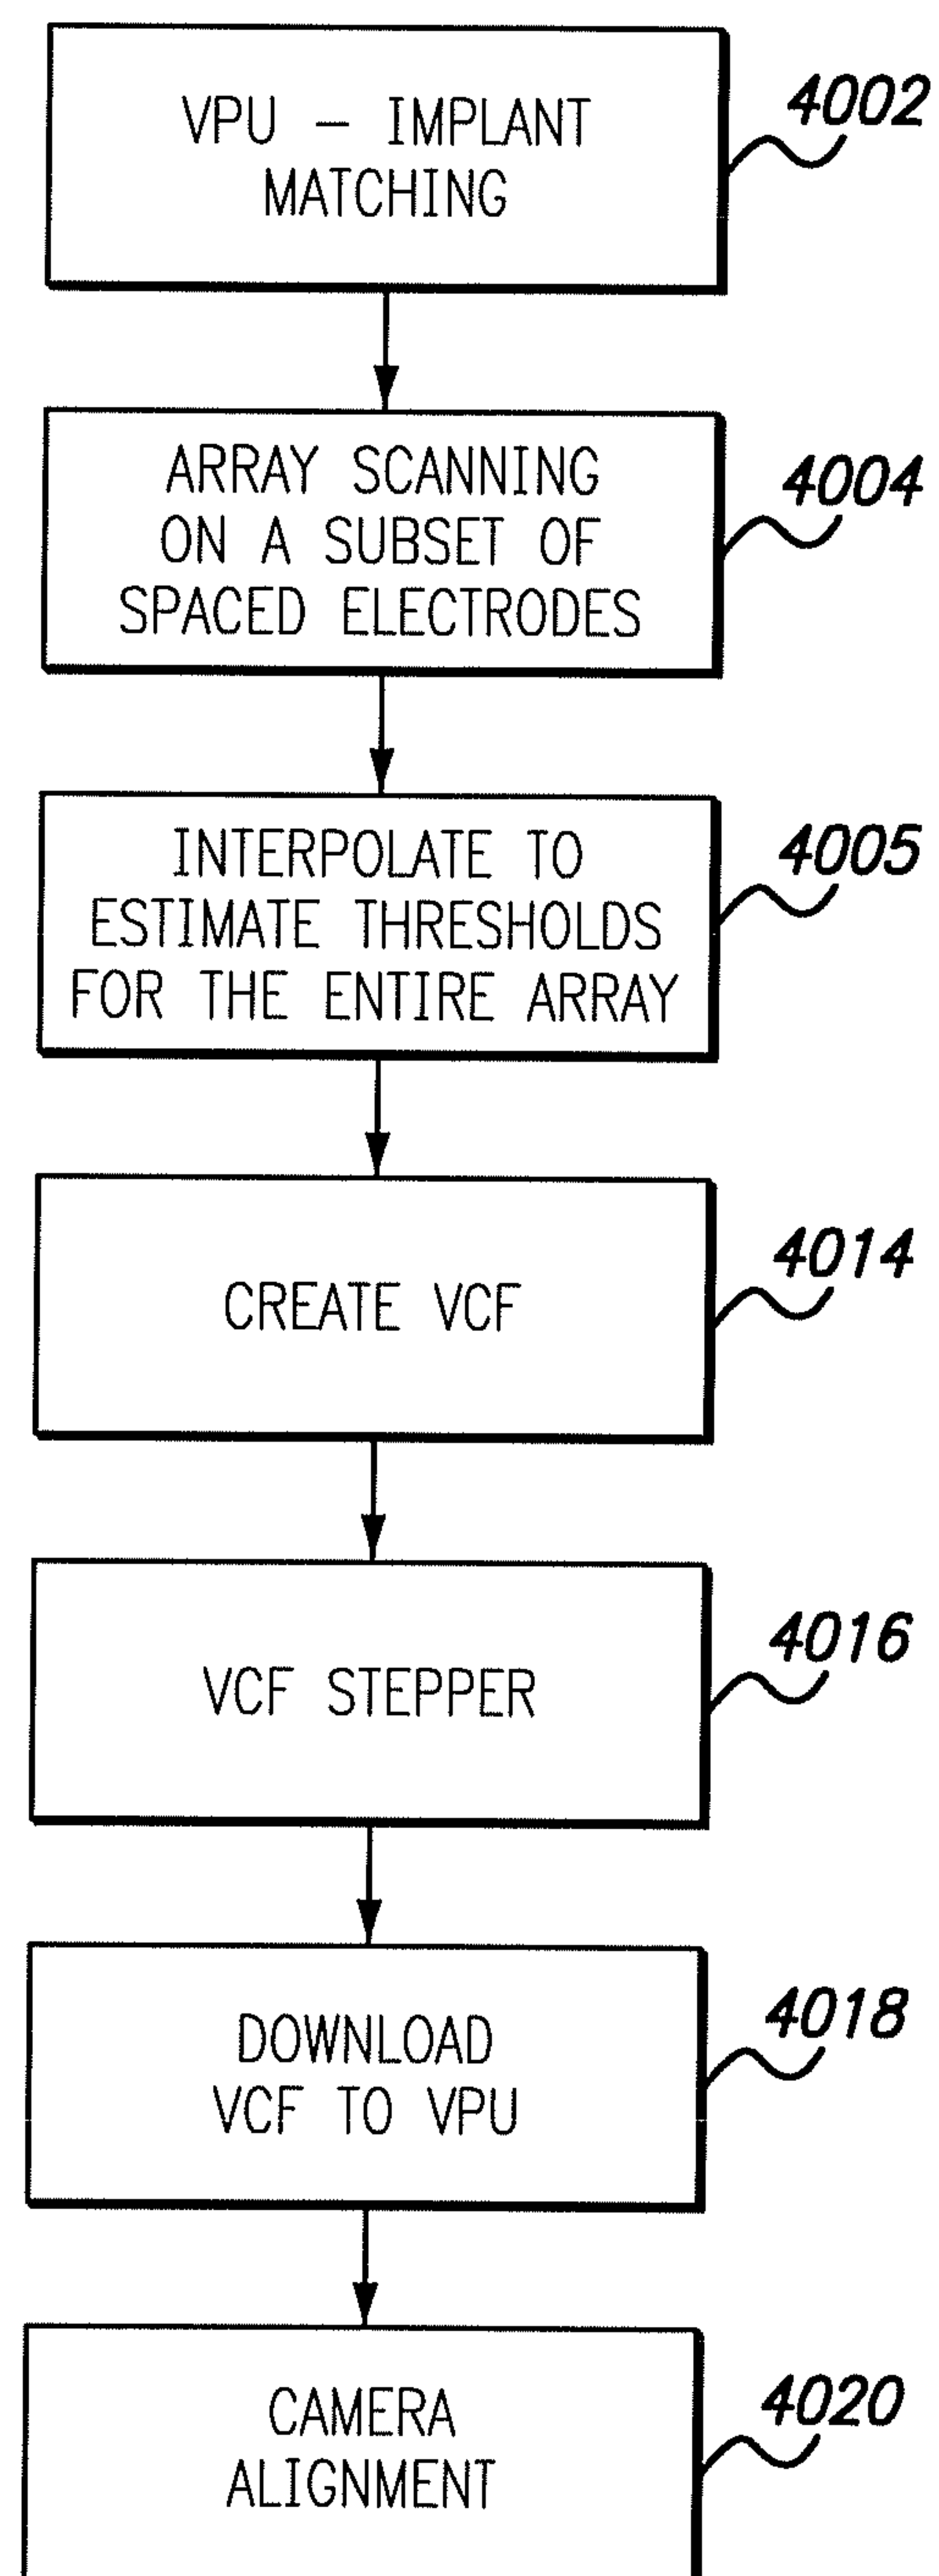 VPU – IMPLANT
MATCHING
4002
ARRAY SCANNING
ON A SUBSET OF
SPACED ELECTRODES
4004
INTERPOLATE TO
ESTIMATE THRESHOLDS
FOR THE ENTIRE ARRAY
4005
CREATE VCF
4014
VCF STEPPER
4016
DOWNLOAD
VCF TO VPU
4018
CAMERA
ALIGNMENT
4020